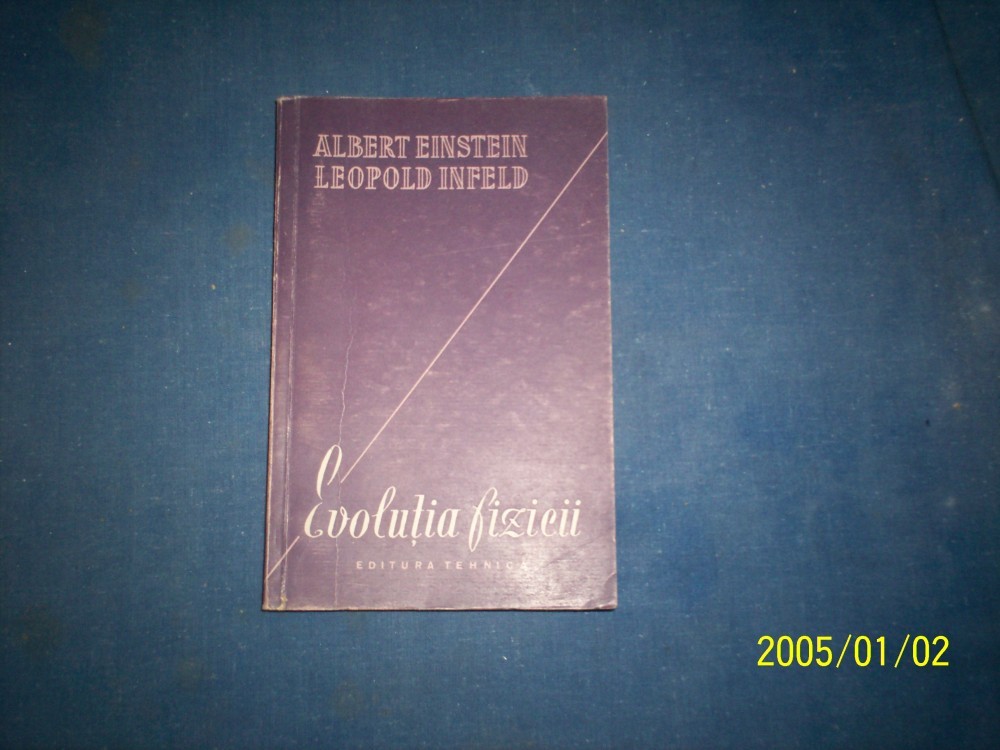 ALBERT EINSTEIN
LEOPOLD INFELD
Evoluția fizicii
EDITURA TEHNICĂ
2005/01/02